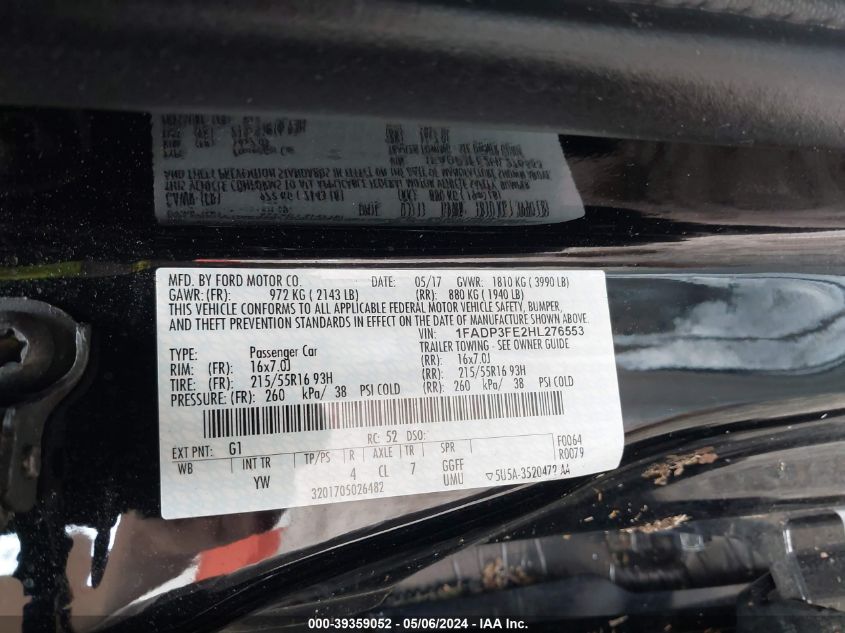 MFD. BY FORD MOTOR CO. DATE: 05/17 GVWR: 1810 KG ( 3990 LB)
GAWR: (FR) 972 KG ( 2143 LB) (RR): 880 KG ( 1940 LB)
THIS VEHICLE CONFORMS TO ALL APPLICABLE FEDERAL MOTOR VEHICLE SAFETY, BUMPER,
AND THEFT PREVENTION STANDARDS IN EFFECT ON THE DATE OF MANUFACTURE SHOWN ABOVE.
VIN: 1FADP3FE2HL276553
TYPE: Passenger Car TRAILER TOWING - SEE OWNER GUIDE
RIM: (FR): 16x7.0J (RR): 16x7.0J
TIRE: (FR): 215/55R16 93H (RR): 215/55R16 93H
PRESSURE: (FR): 260 kPa/ 38 PSI COLD (RR): 260 kPa/ 38 PSI COLD
EXT PNT: G1 RC: 52 DSO: F0064
WB INT TR TP/PS R AXLE TR SPR R0079
YW 4 CL 7 GGFF
UMU
3201705026482 5U5A-3520472 AA
000-39359052 - 05/06/2024 - IAA Inc.